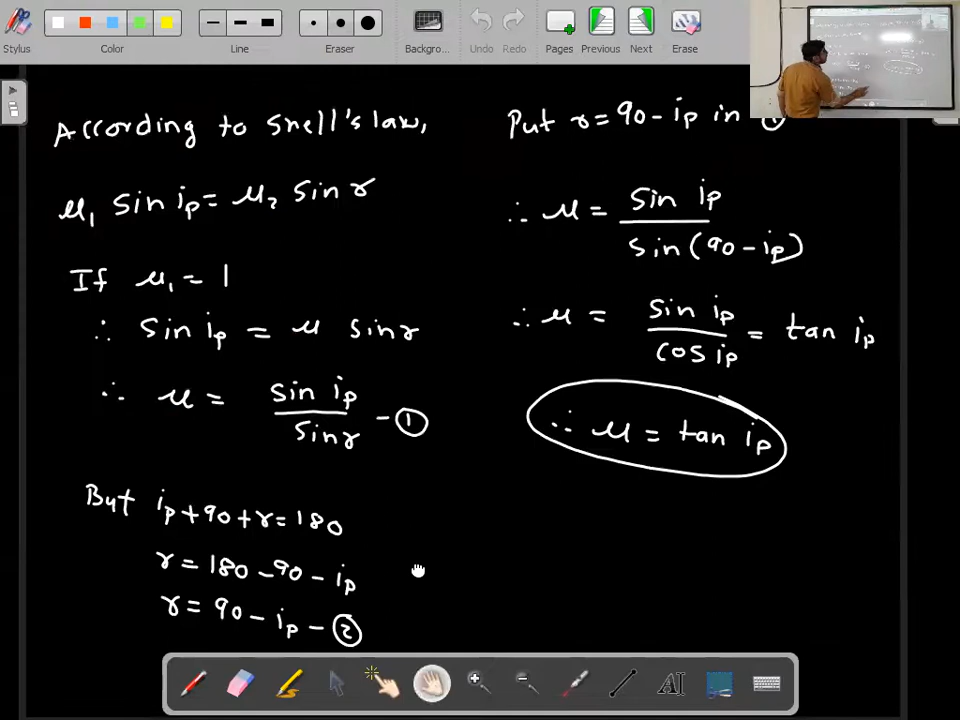 Stylus
Color
Line
Eraser
Backgro...
Undo
Redo
Pages
Previous
Next
Erase
According to snell's law,
μ₁ sin iₚ = μ₂ sin r
If μ₁ = 1
∴ sin iₚ = μ sin r
∴ μ = sin iₚ / sin r - ①
But iₚ + 90 + r = 180
r = 180 - 90 - iₚ
r = 90 - iₚ - ②
Put r = 90 - iₚ in ①
∴ μ = sin iₚ / sin (90 - iₚ)
∴ μ = sin iₚ / cos iₚ = tan iₚ
∴ μ = tan iₚ
AI